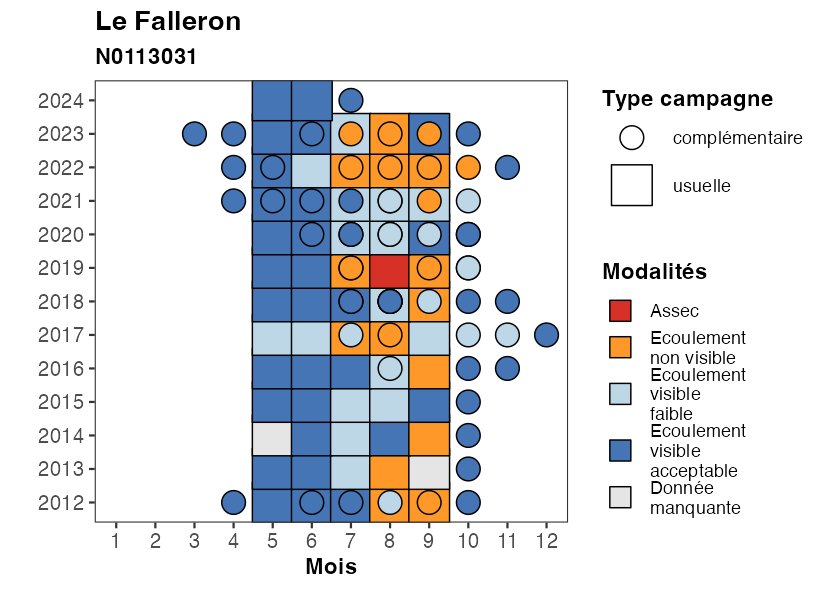 Le Falleron
N0113031
2024
2023
2022
2021
2020
2019
2018
2017
2016
2015
2014
2013
2012
1 2 3 4 5 6 7 8 9 10 11 12
Mois
Type campagne
complémentaire
usuelle
Modalités
Assec
Ecoulement
non visible
Ecoulement
visible
faible
Ecoulement
visible
acceptable
Donnée
manquante